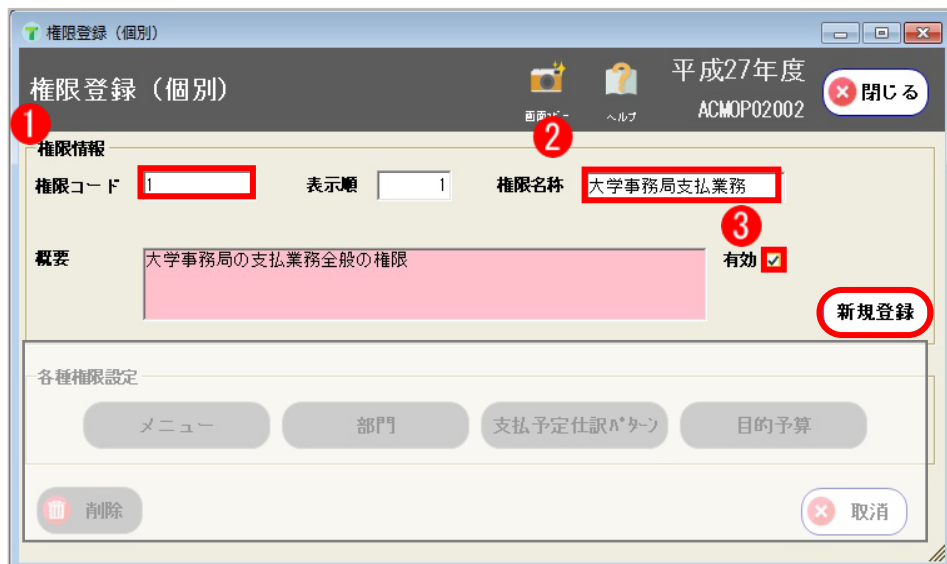 権限登録（個別）
権限登録（個別）
画面ｺﾋﾟｰ
ヘルプ
平成27年度
ACMOP02002
閉じる
1
2
権限情報
権限コード 1 表示順 1 権限名称 大学事務局支払業務
3
概要 大学事務局の支払業務全般の権限 有効
新規登録
各種権限設定
メニュー 部門 支払予定仕訳ﾊﾟﾀｰﾝ 目的予算
削除 取消